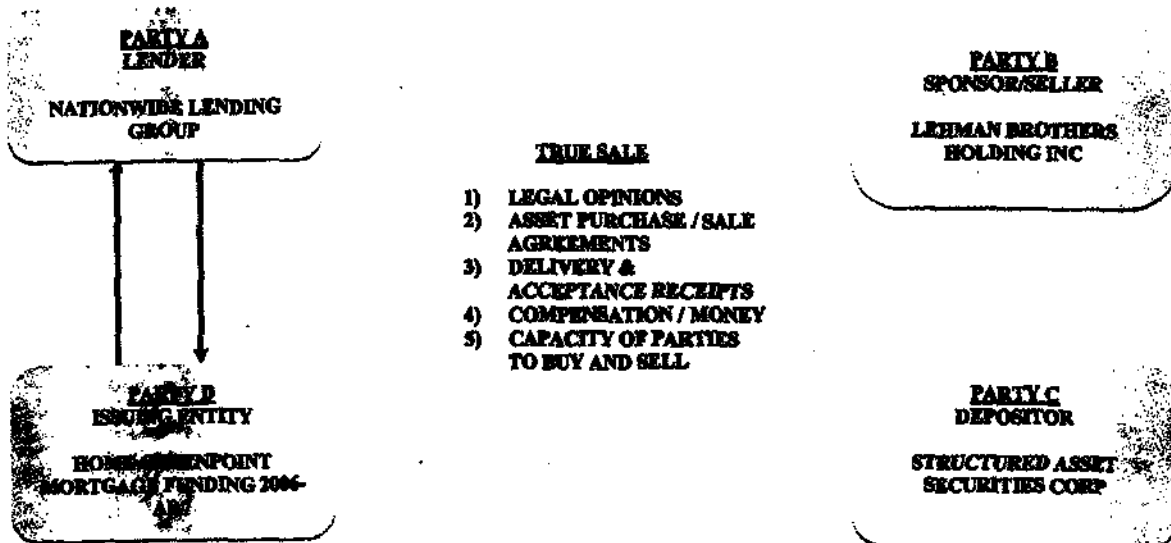 PARTY A
LENDER
NATIONWIDE LENDING
GROUP
PARTY B
SPONSOR/SELLER
LEHMAN BROTHERS
HOLDING INC
TRUE SALE
1) LEGAL OPINIONS
2) ASSET PURCHASE / SALE
AGREEMENTS
3) DELIVERY &
ACCEPTANCE RECEIPTS
4) COMPENSATION / MONEY
5) CAPACITY OF PARTIES
TO BUY AND SELL
PARTY D
ISSUING ENTITY
MORTGAGE FUNDING 2006-
PARTY C
DEPOSITOR
STRUCTURED ASSET
SECURITIES CORP